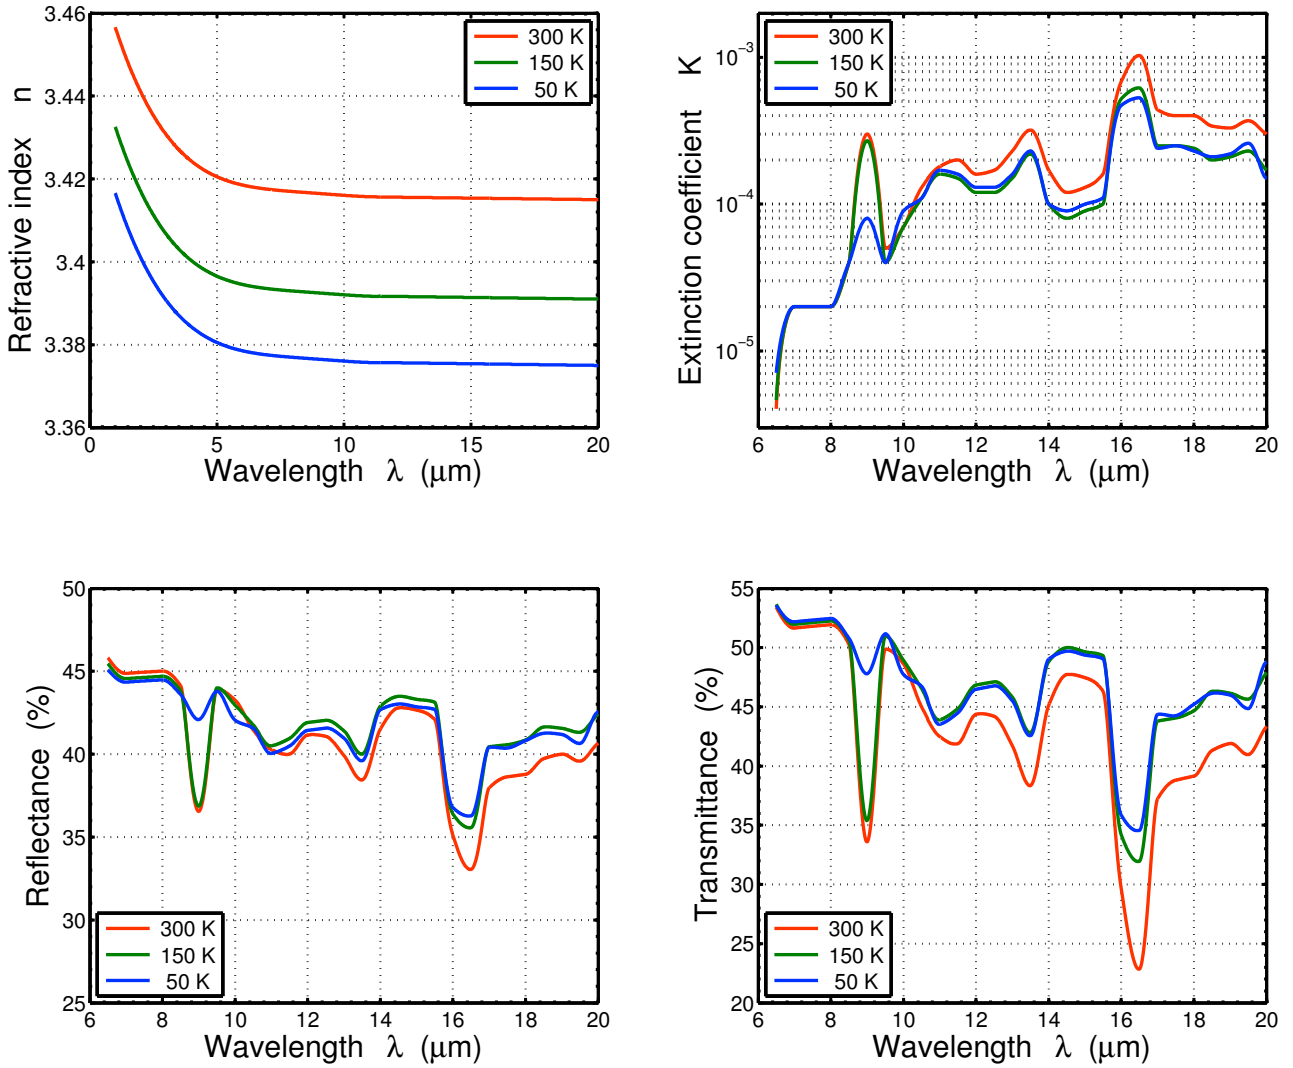 3.46
3.44
3.42
3.4
3.38
3.36
0
5
10
15
20
Refractive index n
Wavelength λ (μm)
300 K
150 K
50 K
10⁻³
10⁻⁴
10⁻⁵
6
8
10
12
14
16
18
20
Extinction coefficient K
Wavelength λ (μm)
300 K
150 K
50 K
50
45
40
35
30
25
6
8
10
12
14
16
18
20
Reflectance (%)
Wavelength λ (μm)
300 K
150 K
50 K
55
50
45
40
35
30
25
20
6
8
10
12
14
16
18
20
Transmittance (%)
Wavelength λ (μm)
300 K
150 K
50 K